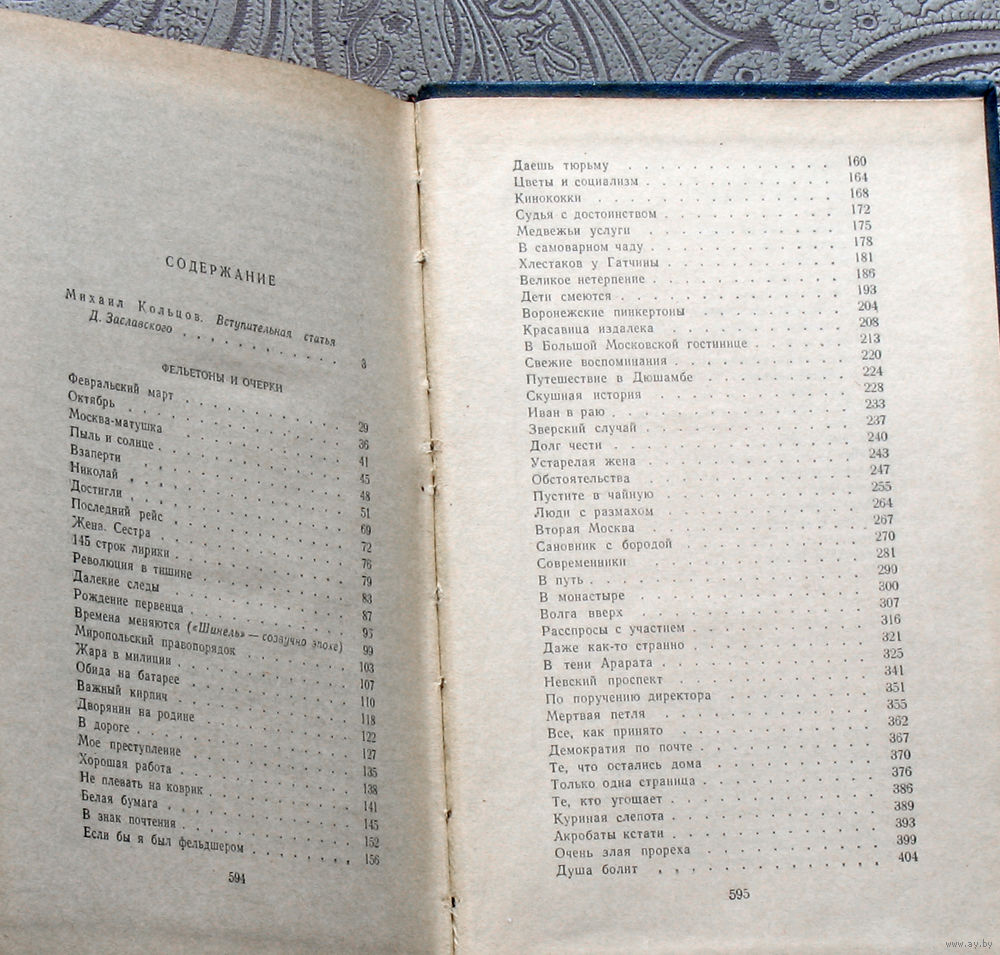 СОДЕРЖАНИЕ
Михаил Кольцов. Вступительная статья
Д. Заславского . . . . . . . . . . 3
ФЕЛЬЕТОНЫ И ОЧЕРКИ
Февральский март . . . . . . . . 29
Октябрь . . . . . . . . 36
Москва-матушка . . . . . . . . 41
Пыль и солнце . . . . . . . . 45
Взаперти . . . . . . . . 48
Николай . . . . . . . . 51
Достигли . . . . . . . . 69
Последний рейс . . . . . . . . 72
Жена. Сестра . . . . . . . . 76
145 строк лирики . . . . . . . . 79
Революция в тишине . . . . . . . . 83
Далекие следы . . . . . . . . 87
Рождение первенца . . . . . . . . 95
Времена меняются («Шинель» — созвучно эпохе) 99
Миропольский правопорядок . . . . . . 103
Жара в милиции . . . . . . . . 107
Обида на батарее . . . . . . . . 110
Важный кирпич . . . . . . . . 118
Дворянин на родине . . . . . . . . 122
В дороге . . . . . . . . 127
Мое преступление . . . . . . . . 135
Хорошая работа . . . . . . . . 138
Не плевать на коврик . . . . . . . . 141
Белая бумага . . . . . . . . 145
В знак почтения . . . . . . . . 152
Если бы я был фельдшером . . . . . . 156
594
Даешь тюрьму . . . . . . . . 160
Цветы и социализм . . . . . . . . 164
Кинококки . . . . . . . . 168
Судья с достоинством . . . . . . . . 172
Медвежьи услуги . . . . . . . . 175
В самоварном чаду . . . . . . . . 178
Хлестаков у Гатчины . . . . . . . . 181
Великое нетерпение . . . . . . . . 186
Дети смеются . . . . . . . . 193
Воронежские пинкертоны . . . . . . . . 204
Красавица издалека . . . . . . . . 208
В Большой Московской гостинице . . . . . . 213
Свежие воспоминания . . . . . . . . 220
Путешествие в Дюшамбе . . . . . . . . 224
Скушная история . . . . . . . . 228
Иван в раю . . . . . . . . 233
Зверский случай . . . . . . . . 237
Долг чести . . . . . . . . 240
Устарелая жена . . . . . . . . 243
Обстоятельства . . . . . . . . 247
Пустите в чайную . . . . . . . . 255
Люди с размахом . . . . . . . . 264
Вторая Москва . . . . . . . . 267
Сановник с бородой . . . . . . . . 270
Современники . . . . . . . . 281
В путь . . . . . . . . 290
В монастыре . . . . . . . . 300
Волга вверх . . . . . . . . 307
Расспросы с участием . . . . . . . . 316
Даже как-то странно . . . . . . . . 321
В тени Арарата . . . . . . . . 325
Невский проспект . . . . . . . . 341
По поручению директора . . . . . . . . 351
Мертвая петля . . . . . . . . 355
Все, как принято . . . . . . . . 362
Демократия по почте . . . . . . . . 367
Те, что остались дома . . . . . . . . 370
Только одна страница . . . . . . . . 376
Те, кто угощает . . . . . . . . 386
Куриная слепота . . . . . . . . 389
Акробаты кстати . . . . . . . . 393
Очень злая прореха . . . . . . . . 399
Душа болит . . . . . . . . 404
595
www.ay.by